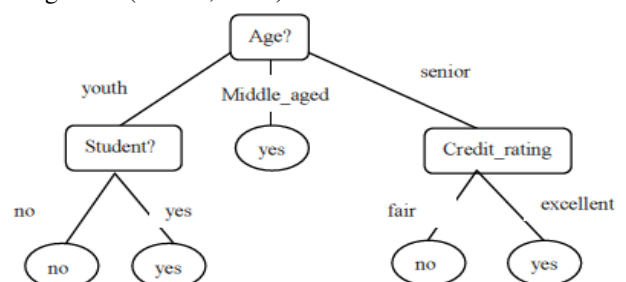 Age?
youth
Middle_aged
senior
Student?
yes
Credit_rating
no
yes
fair
excellent
no
yes
no
yes